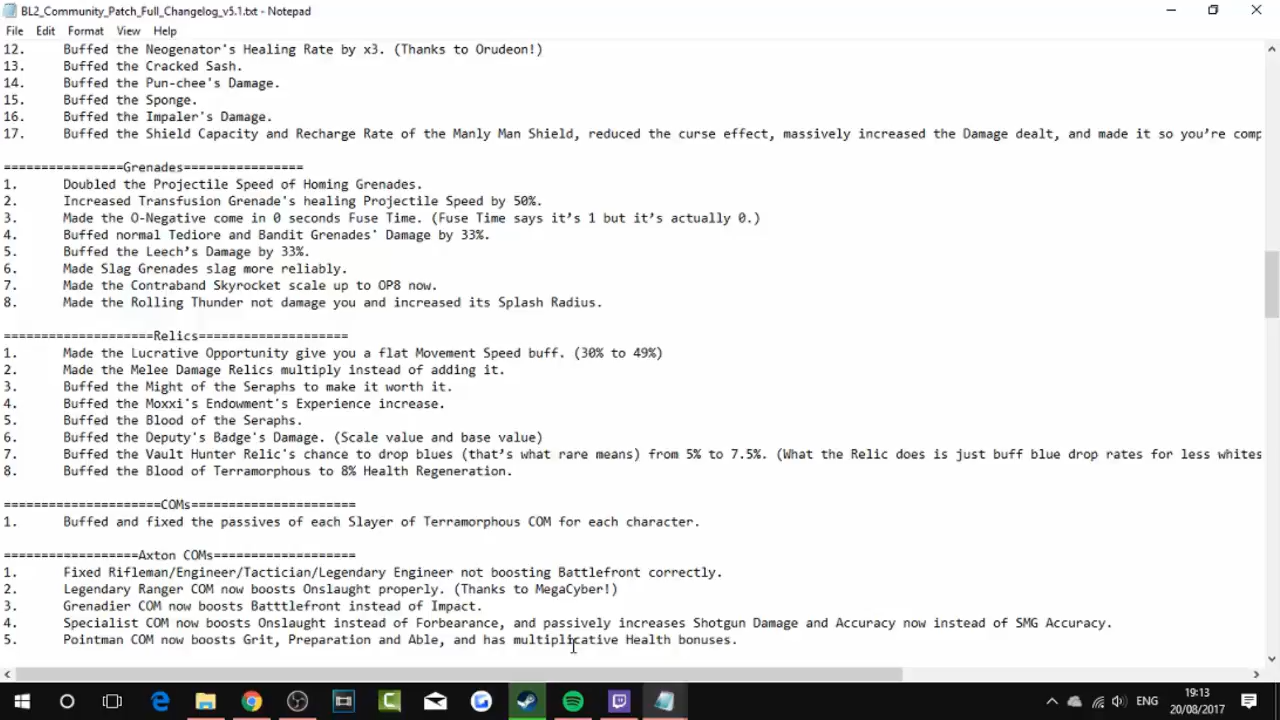 BL2_Community_Patch_Full_Changelog_v5.1.txt - Notepad
File Edit Format View Help
12. Buffed the Neogenator's Healing Rate by x3. (Thanks to Orudeon!)
13. Buffed the Cracked Sash.
14. Buffed the Pun-chee's Damage.
15. Buffed the Sponge.
16. Buffed the Impaler's Damage.
17. Buffed the Shield Capacity and Recharge Rate of the Manly Man Shield, reduced the curse effect, massively increased the Damage dealt, and made it so you’re comp
================Grenades================
1. Doubled the Projectile Speed of Homing Grenades.
2. Increased Transfusion Grenade's healing Projectile Speed by 50%.
3. Made the O-Negative come in 0 seconds Fuse Time. (Fuse Time says it’s 1 but it’s actually 0.)
4. Buffed normal Tediore and Bandit Grenades' Damage by 33%.
5. Buffed the Leech’s Damage by 33%.
6. Made Slag Grenades slag more reliably.
7. Made the Contraband Skyrocket scale up to OP8 now.
8. Made the Rolling Thunder not damage you and increased its Splash Radius.
====================Relics====================
1. Made the Lucrative Opportunity give you a flat Movement Speed buff. (30% to 49%)
2. Made the Melee Damage Relics multiply instead of adding it.
3. Buffed the Might of the Seraphs to make it worth it.
4. Buffed the Moxxi's Endowment's Experience increase.
5. Buffed the Blood of the Seraphs.
6. Buffed the Deputy's Badge's Damage. (Scale value and base value)
7. Buffed the Vault Hunter Relic's chance to drop blues (that’s what rare means) from 5% to 7.5%. (What the Relic does is just buff blue drop rates for less whites
8. Buffed the Blood of Terramorphous to 8% Health Regeneration.
=====================COMs======================
1. Buffed and fixed the passives of each Slayer of Terramorphous COM for each character.
==================Axton COMs===================
1. Fixed Rifleman/Engineer/Tactician/Legendary Engineer not boosting Battlefront correctly.
2. Legendary Ranger COM now boosts Onslaught properly. (Thanks to MegaCyber!)
3. Grenadier COM now boosts Batttlefront instead of Impact.
4. Specialist COM now boosts Onslaught instead of Forbearance, and passively increases Shotgun Damage and Accuracy now instead of SMG Accuracy.
5. Pointman COM now boosts Grit, Preparation and Able, and has multiplicative Health bonuses.
ENG
19:13
20/08/2017